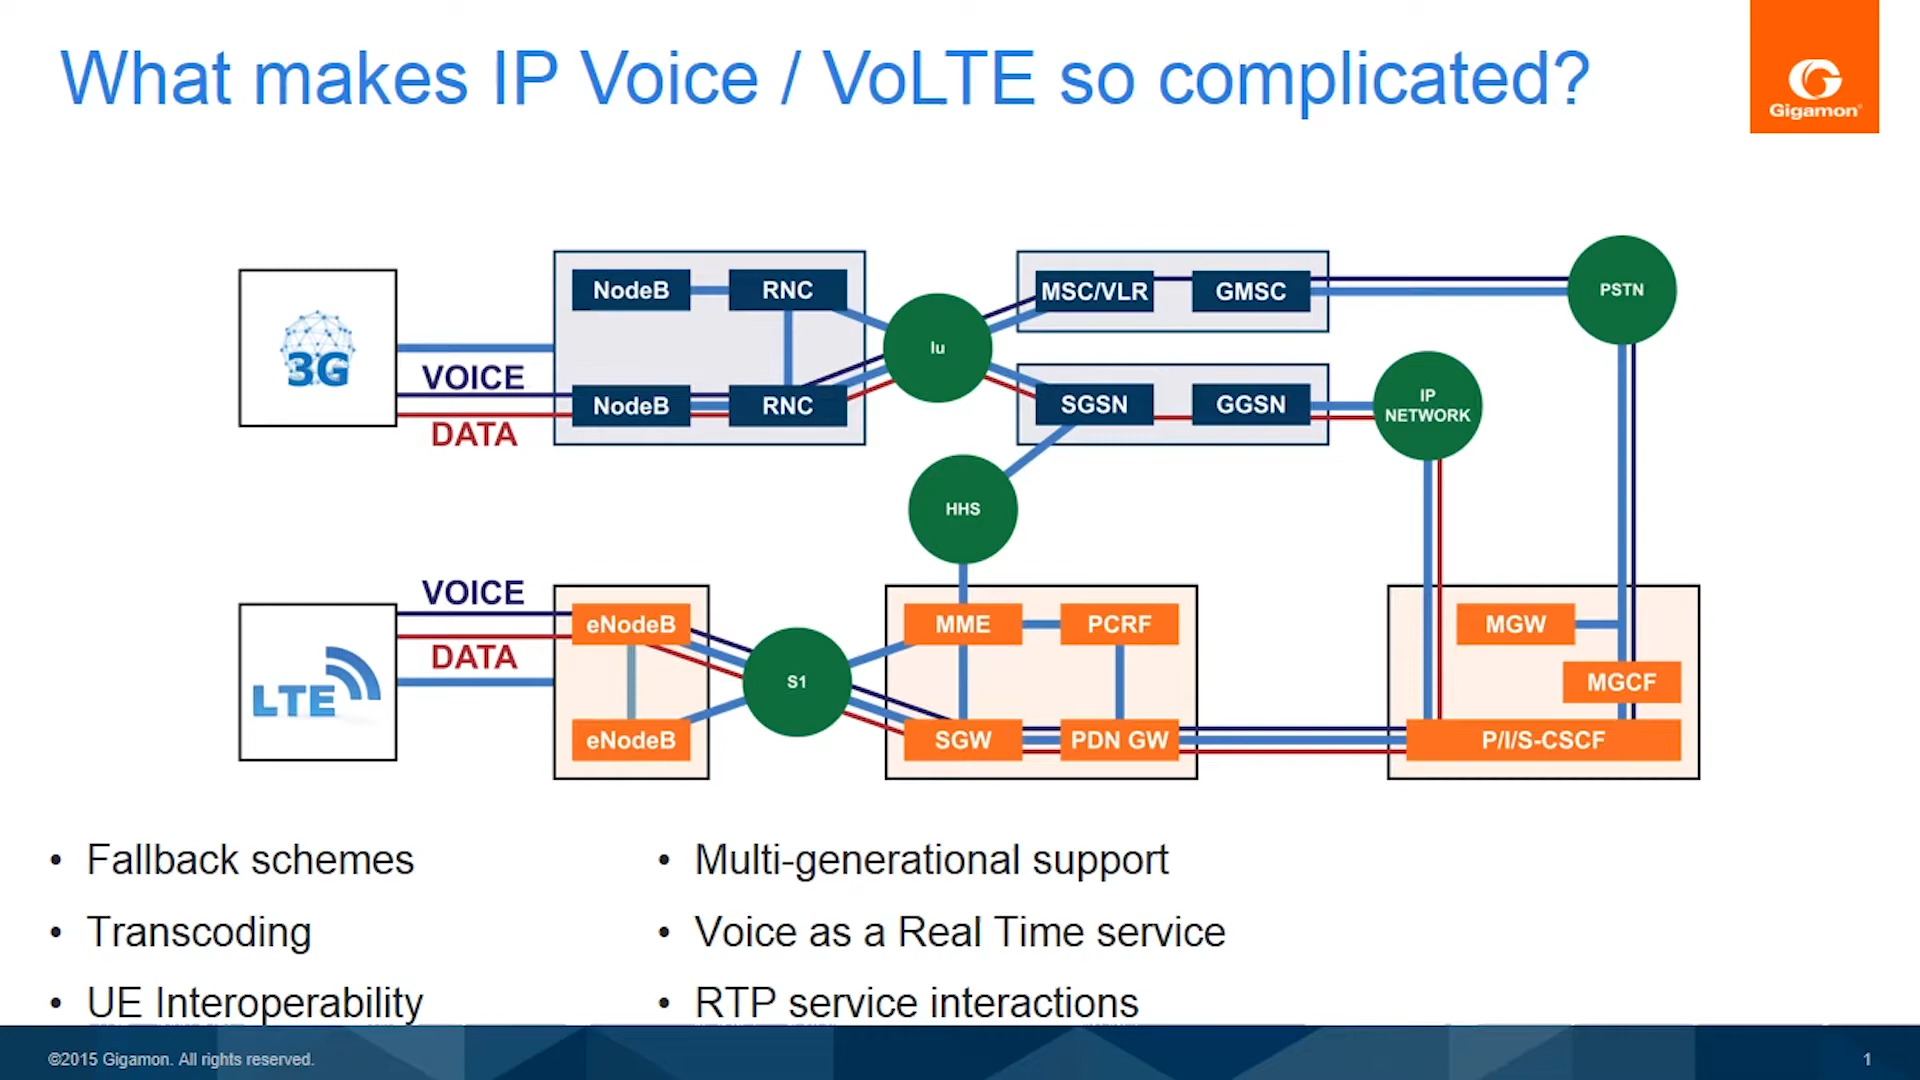 What makes IP Voice / VoLTE so complicated?
Gigamon®
NodeB
RNC
MSC/VLR
GMSC
PSTN
3G
VOICE
Iu
NodeB
RNC
SGSN
GGSN
IP
NETWORK
DATA
HHS
VOICE
eNodeB
MME
PCRF
MGW
DATA
LTE
S1
MGCF
eNodeB
SGW
PDN GW
P/I/S-CSCF
• Fallback schemes
• Transcoding
• UE Interoperability
• Multi-generational support
• Voice as a Real Time service
• RTP service interactions
©2015 Gigamon. All rights reserved.
1